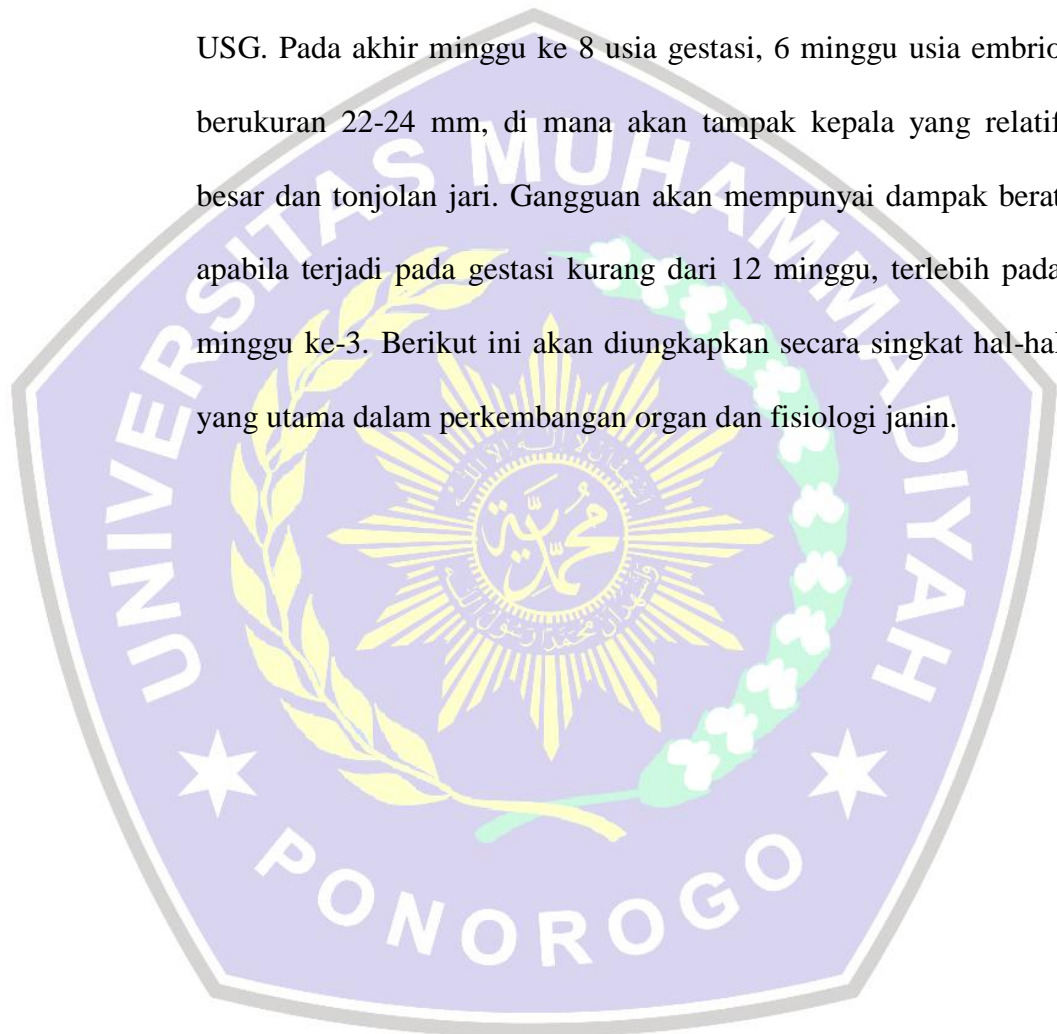 USG. Pada akhir minggu ke 8 usia gestasi, 6 minggu usia embrio
berukuran 22-24 mm, di mana akan tampak kepala yang relatif
besar dan tonjolan jari. Gangguan akan mempunyai dampak berat
apabila terjadi pada gestasi kurang dari 12 minggu, terlebih pada
minggu ke-3. Berikut ini akan diungkapkan secara singkat hal-hal
yang utama dalam perkembangan organ dan fisiologi janin.
UNIVERSITAS MUHAMMADIYAH
محمدية
PONOROGO